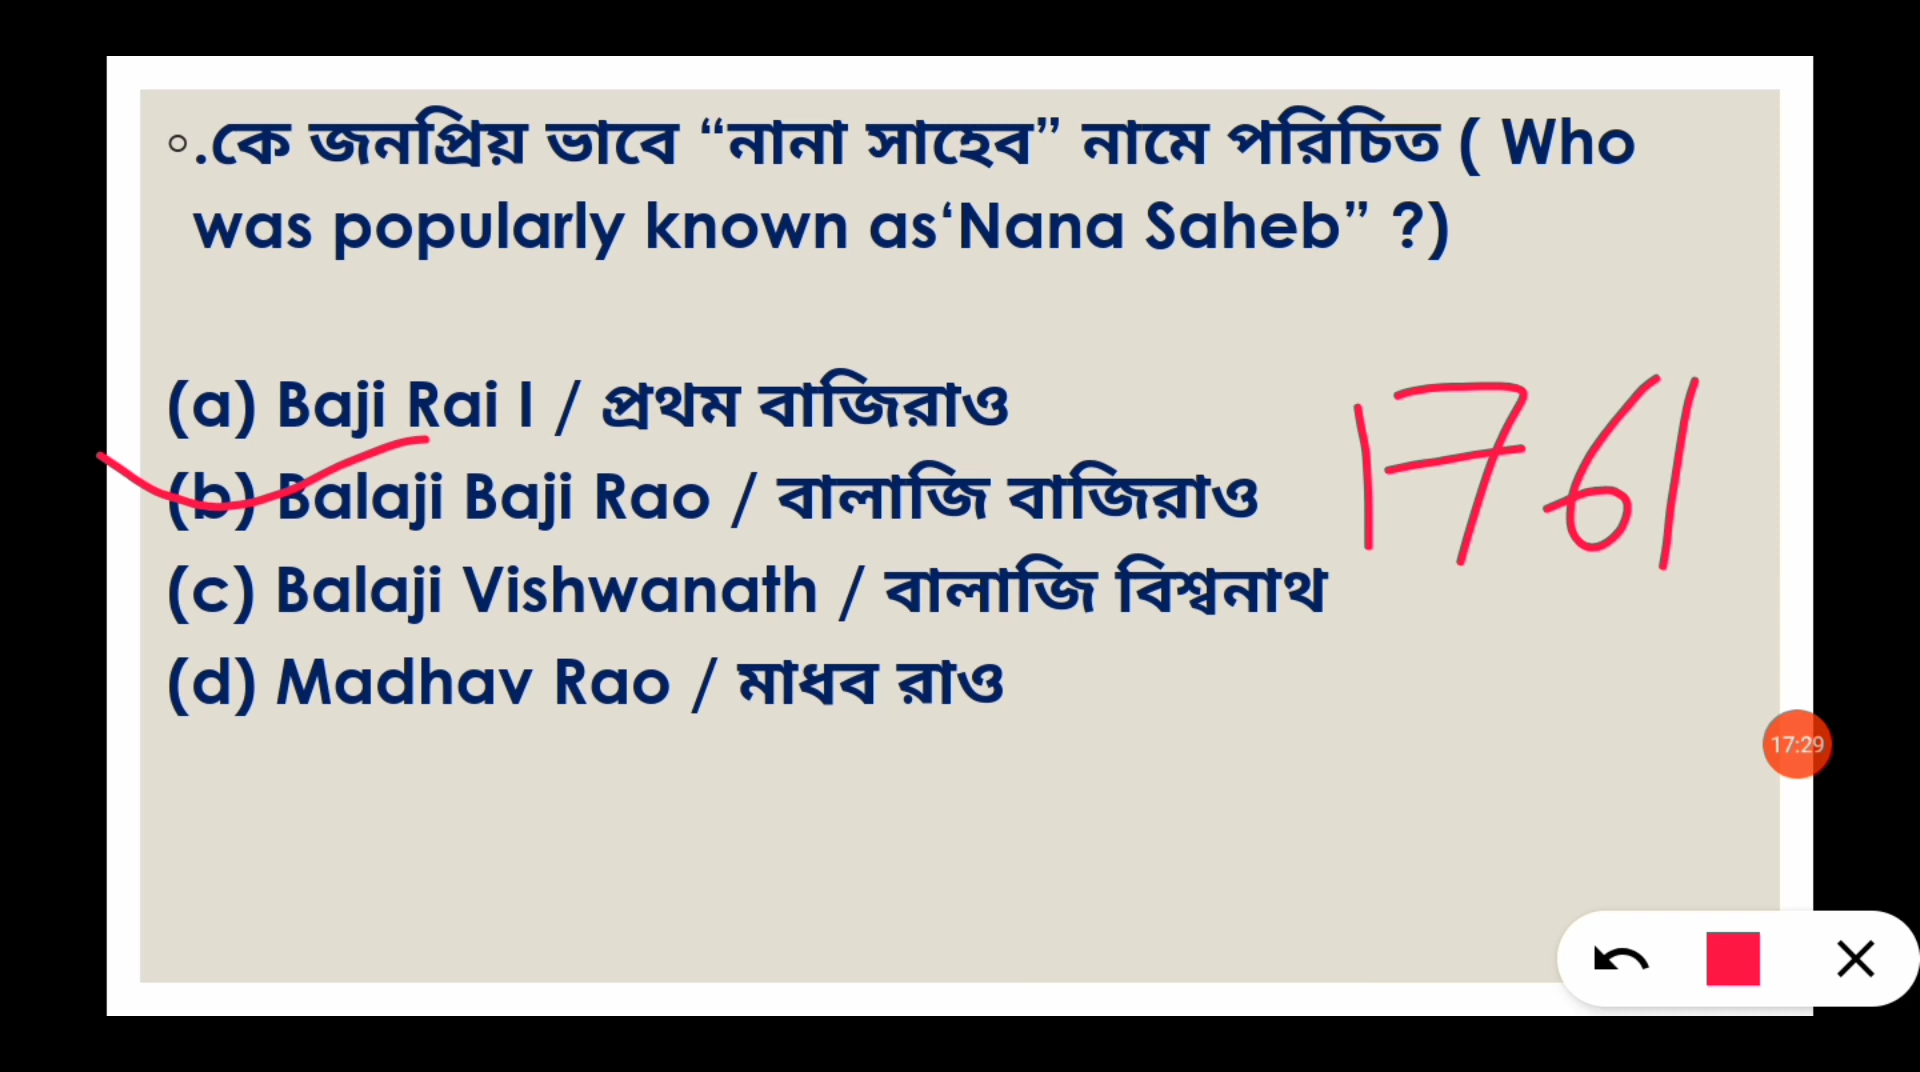 .কে জনপ্রিয় ভাবে “নানা সাহেব” নামে পরিচিত ( Who
was popularly known as‘Nana Saheb” ?)
(a) Baji Rai I / প্রথম বাজিরাও
(b) Balaji Baji Rao / বালাজি বাজিরাও
1761
(c) Balaji Vishwanath / বালাজি বিশ্বনাথ
(d) Madhav Rao / মাধব রাও
17:29